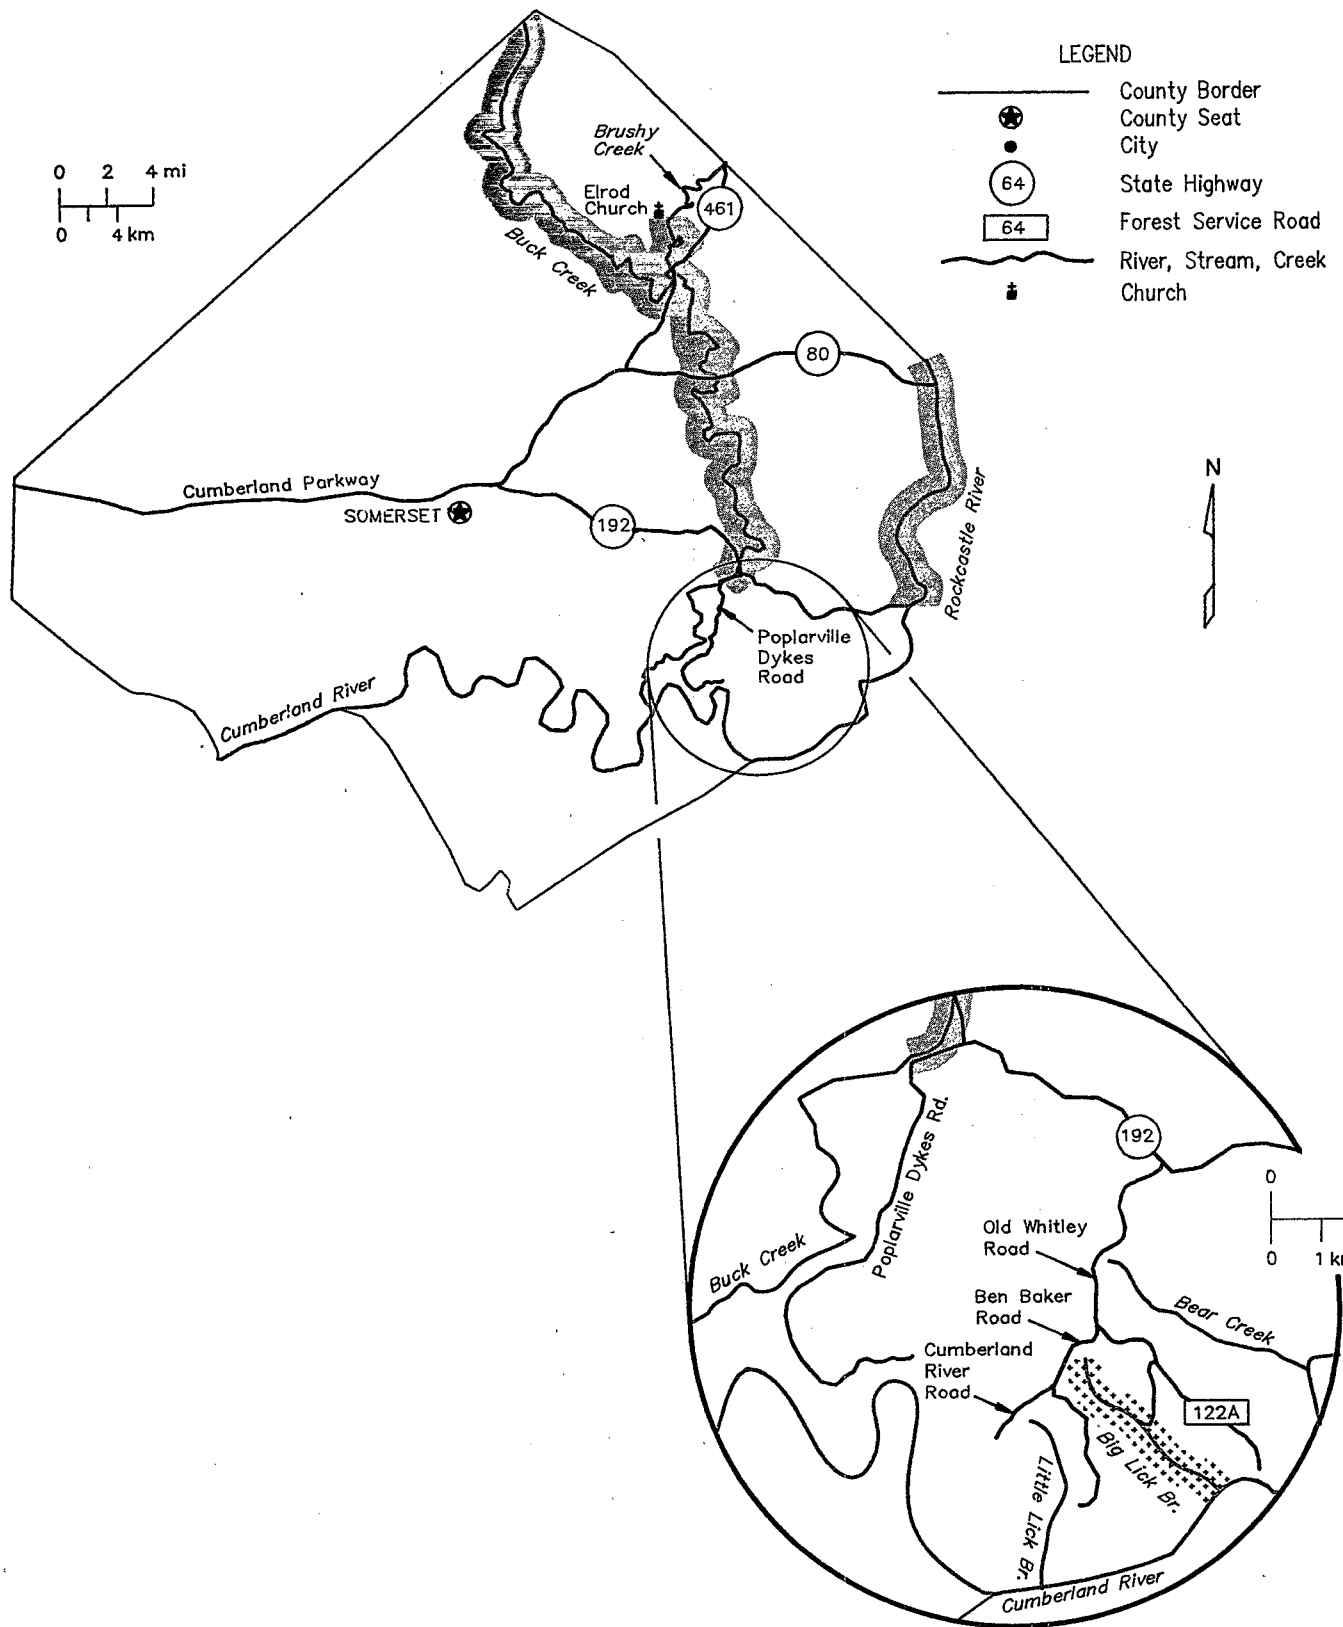 LEGEND
County Border
County Seat
City
64
State Highway
64
Forest Service Road
River, Stream, Creek
Church
0 2 4 mi
0 4 km
Brushy
Creek
Elrod
Church
461
Buck Creek
80
N
Cumberland Parkway
SOMERSET
192
Rockcastle River
Poplarville
Dykes
Road
Cumberland River
192
Poplarville Dykes Rd.
0
0 1
Old Whitley
Road
Buck Creek
Ben Baker
Road
Bear Creek
Cumberland
River
Road
122A
Big Lick Br.
Little Lick Br.
Cumberland River